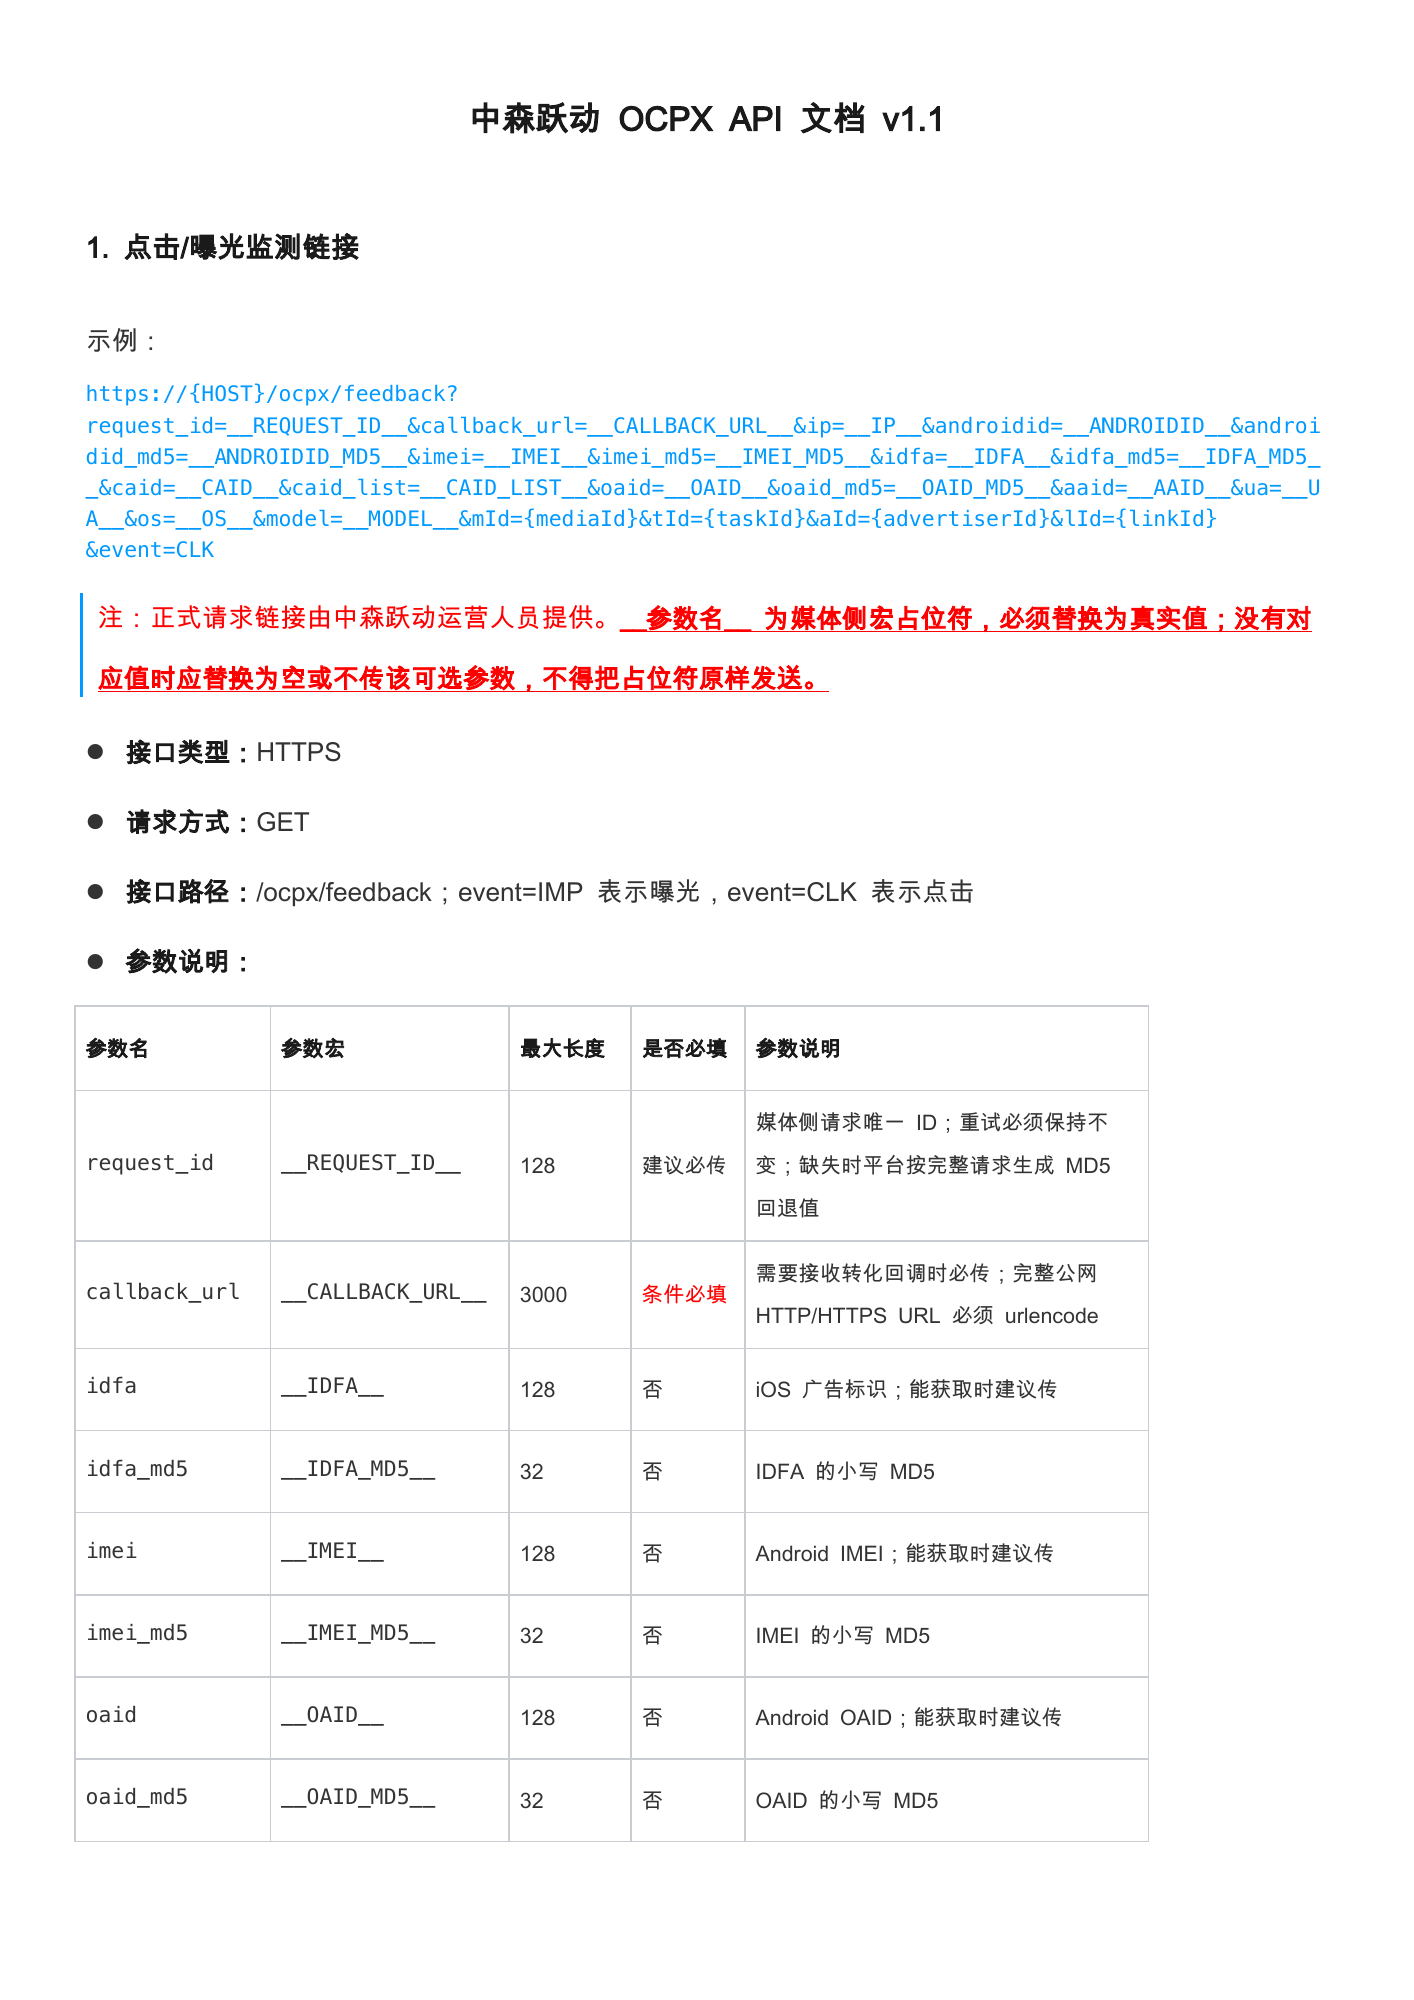 中森跃动 OCPX API 文档 v1.1
1. 点击/曝光监测链接
示例：
https://{HOST}/ocpx/feedback?
request_id=__REQUEST_ID__&callback_url=__CALLBACK_URL__&ip=__IP__&androidid=__ANDROIDID__&androi
did_md5=__ANDROIDID_MD5__&imei=__IMEI__&imei_md5=__IMEI_MD5__&idfa=__IDFA__&idfa_md5=__IDFA_MD5_
_&caid=__CAID__&caid_list=__CAID_LIST__&oaid=__OAID__&oaid_md5=__OAID_MD5__&aaid=__AAID__&ua=__U
A__&os=__OS__&model=__MODEL__&mId={mediaId}&tId={taskId}&aId={advertiserId}&lId={linkId}
&event=CLK
注：正式请求链接由中森跃动运营人员提供。__参数名__ 为媒体侧宏占位符，必须替换为真实值；没有对
应值时应替换为空或不传该可选参数，不得把占位符原样发送。
● 接口类型：HTTPS
● 请求方式：GET
● 接口路径：/ocpx/feedback；event=IMP 表示曝光，event=CLK 表示点击
● 参数说明：
参数名 参数宏 最大长度 是否必填 参数说明
request_id __REQUEST_ID__ 128 建议必传 媒体侧请求唯一 ID；重试必须保持不
变；缺失时平台按完整请求生成 MD5
回退值
callback_url __CALLBACK_URL__ 3000 条件必填 需要接收转化回调时必传；完整公网
HTTP/HTTPS URL 必须 urlencode
idfa __IDFA__ 128 否 iOS 广告标识；能获取时建议传
idfa_md5 __IDFA_MD5__ 32 否 IDFA 的小写 MD5
imei __IMEI__ 128 否 Android IMEI；能获取时建议传
imei_md5 __IMEI_MD5__ 32 否 IMEI 的小写 MD5
oaid __OAID__ 128 否 Android OAID；能获取时建议传
oaid_md5 __OAID_MD5__ 32 否 OAID 的小写 MD5